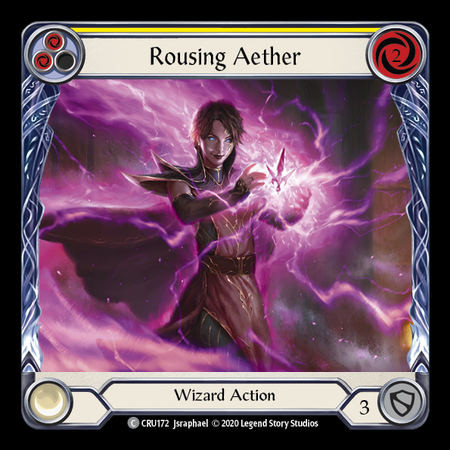 2
Rousing Aether
Wizard Action
3
C CRU172 Jsraphael © 2020 Legend Story Studios